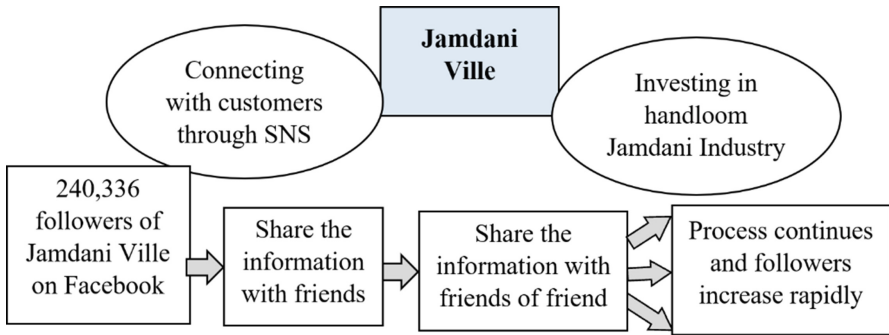 Jamdani
Ville
Connecting
with customers
through SNS
Investing in
handloom
Jamdani Industry
240,336
followers of
Jamdani Ville
on Facebook
Share the
information
with friends
Share the
information with
friends of friend
Process continues
and followers
increase rapidly